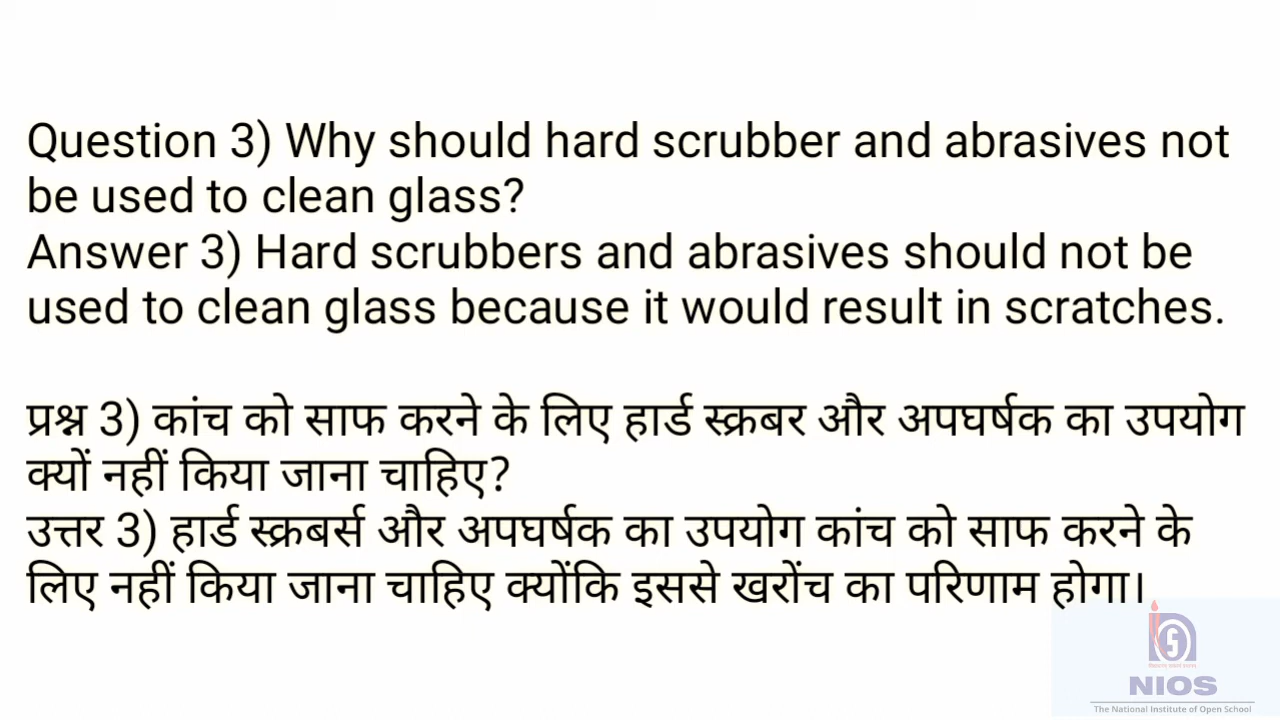 Question 3) Why should hard scrubber and abrasives not
be used to clean glass?
Answer 3) Hard scrubbers and abrasives should not be
used to clean glass because it would result in scratches.
प्रश्न 3) कांच को साफ करने के लिए हार्ड स्क्रबर और अपघर्षक का उपयोग
क्यों नहीं किया जाना चाहिए?
उत्तर 3) हार्ड स्क्रबर्स और अपघर्षक का उपयोग कांच को साफ करने के
लिए नहीं किया जाना चाहिए क्योंकि इससे खरोंच का परिणाम होगा।
NIOS
The National Institute of Open School